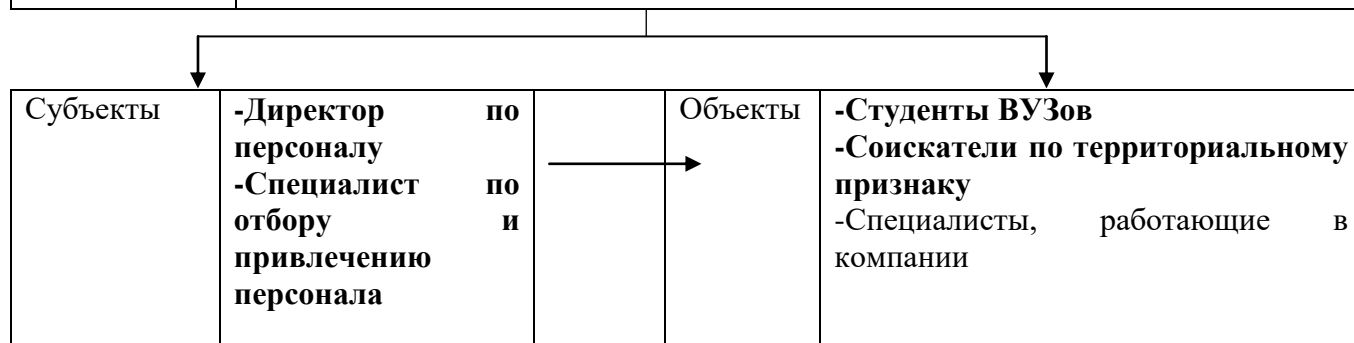 Субъекты
-Директор по
персоналу
-Специалист по
отбору и
привлечению
персонала
Объекты
-Студенты ВУЗов
-Соискатели по территориальному
признаку
-Специалисты, работающие в
компании